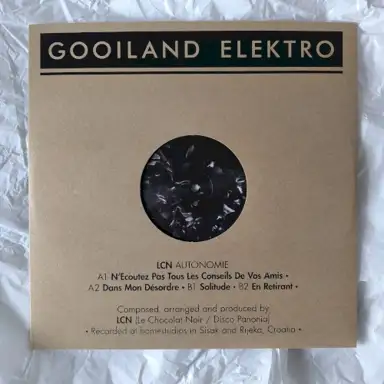 GOOILAND ELEKTRO
LCN AUTONOMIE
A1 N'Ecoutez Pas Tous Les Conseils De Vos Amis •
A2 Dans Mon Désordre • B1 Solitude • B2 En Retirant •
Composed, arranged and produced by
LCN (Le Chocolat Noir / Disco Panonia)
• Recorded at homestudios in Sisak and Rijeka, Croatia •